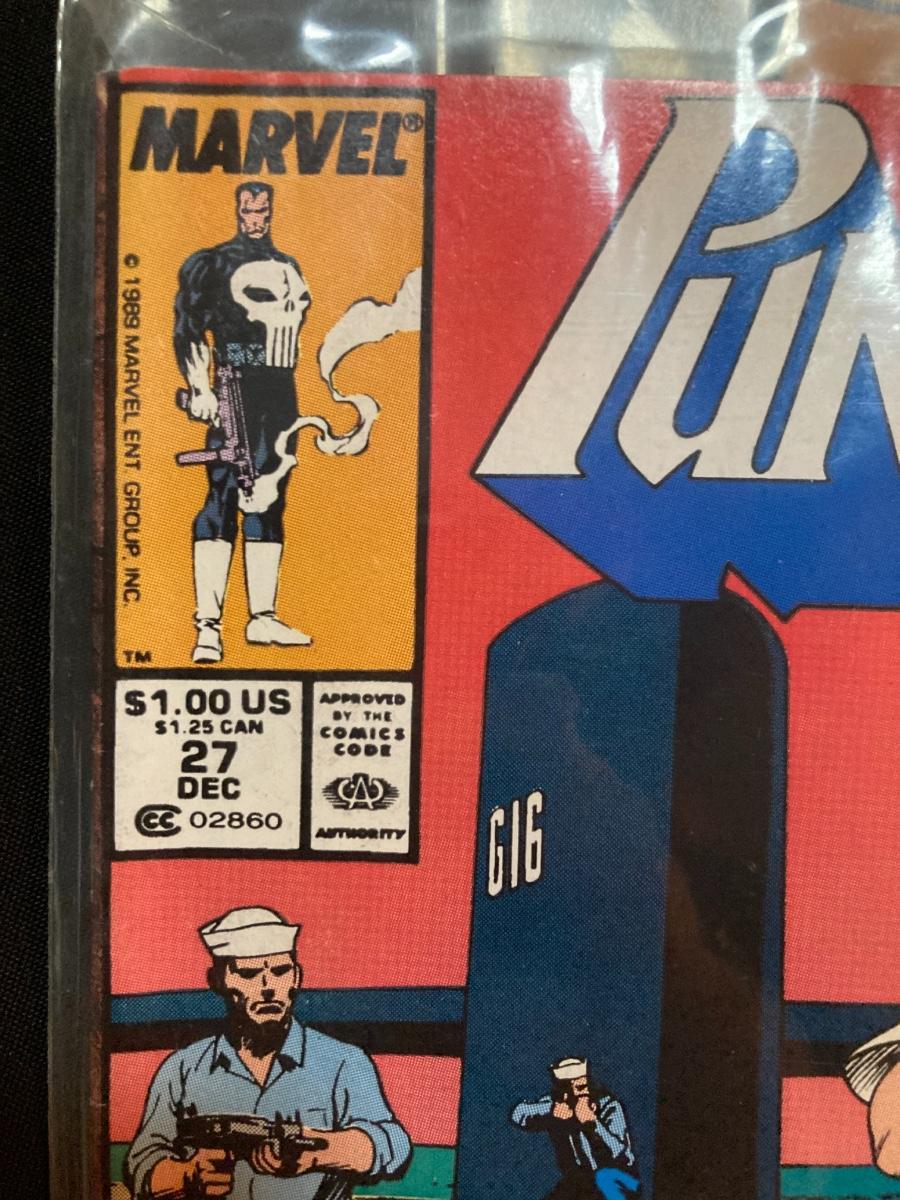 MARVEL®
© 1989 MARVEL ENT. GROUP, INC.
TM
$1.00 US
$1.25 CAN
27
DEC
CC 02860
APPROVED
BY THE
COMICS
CODE
CA
AUTHORITY
PUN
G16